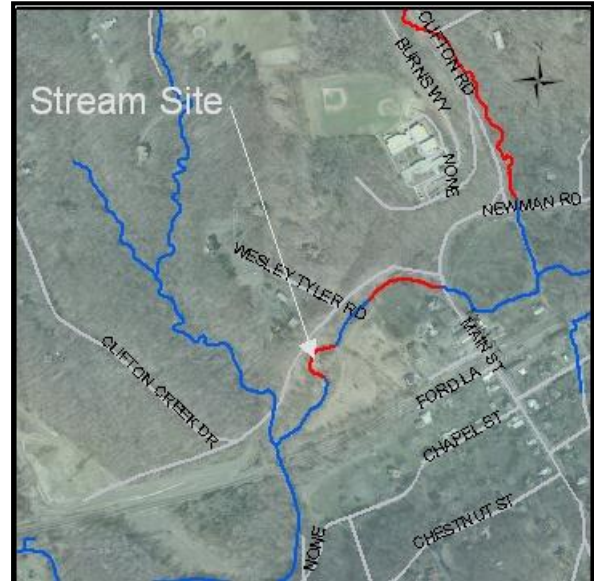 CLIFTON RD
BURNS WY
Stream Site
NONE
NEWMAN RD
WESLEY TYLER RD
MAIN ST
FORD LA
CLIFTON CREEK DR
CHAPEL ST
CHESTNUT ST
NONE